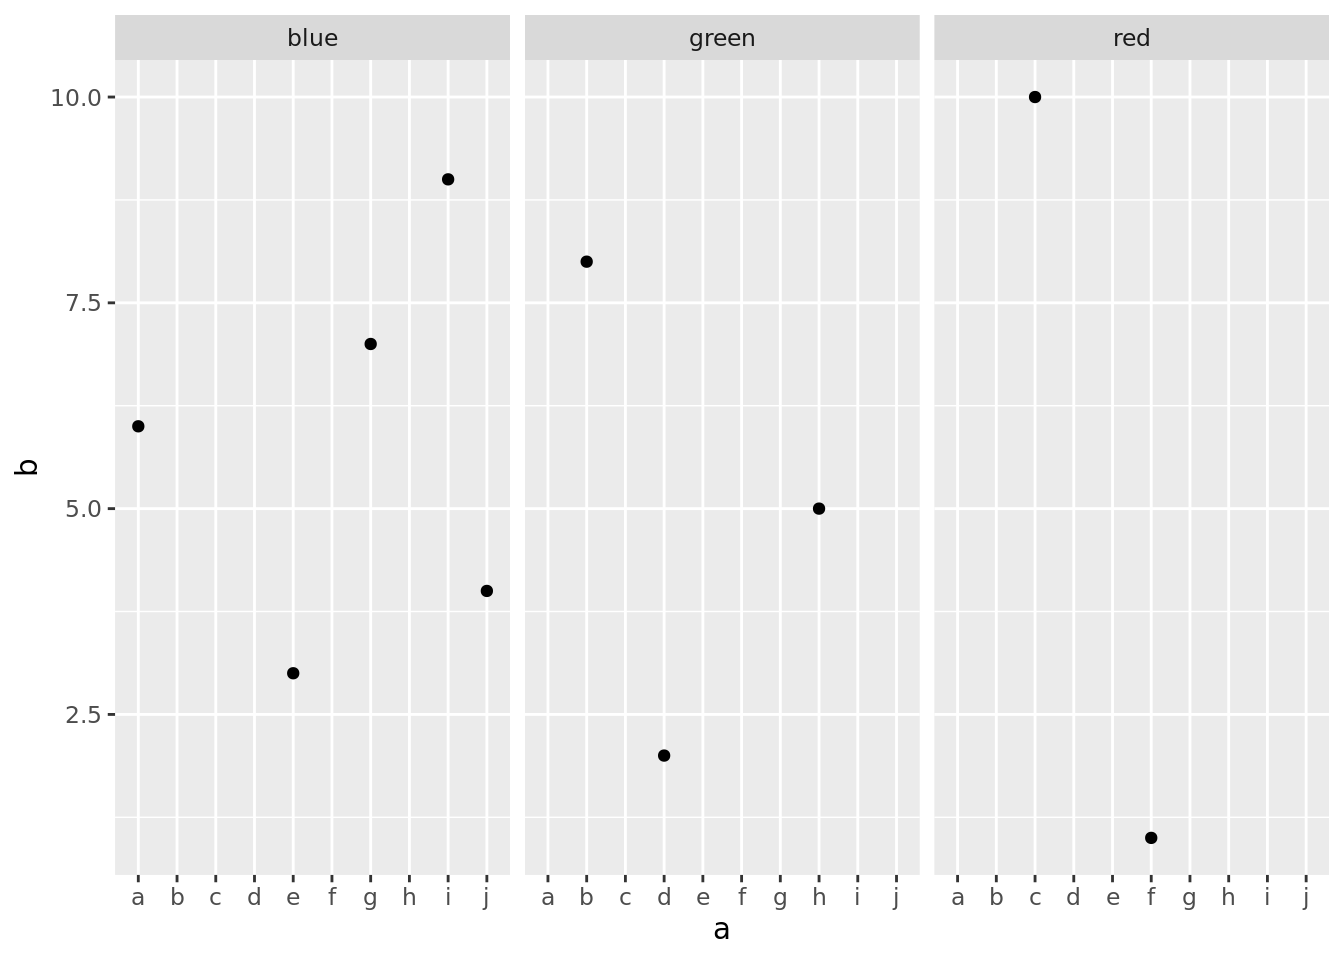 blue green red
10.0
7.5
5.0
2.5
b
a b c d e f g h i j a b c d e f g h i j a b c d e f g h i j
a